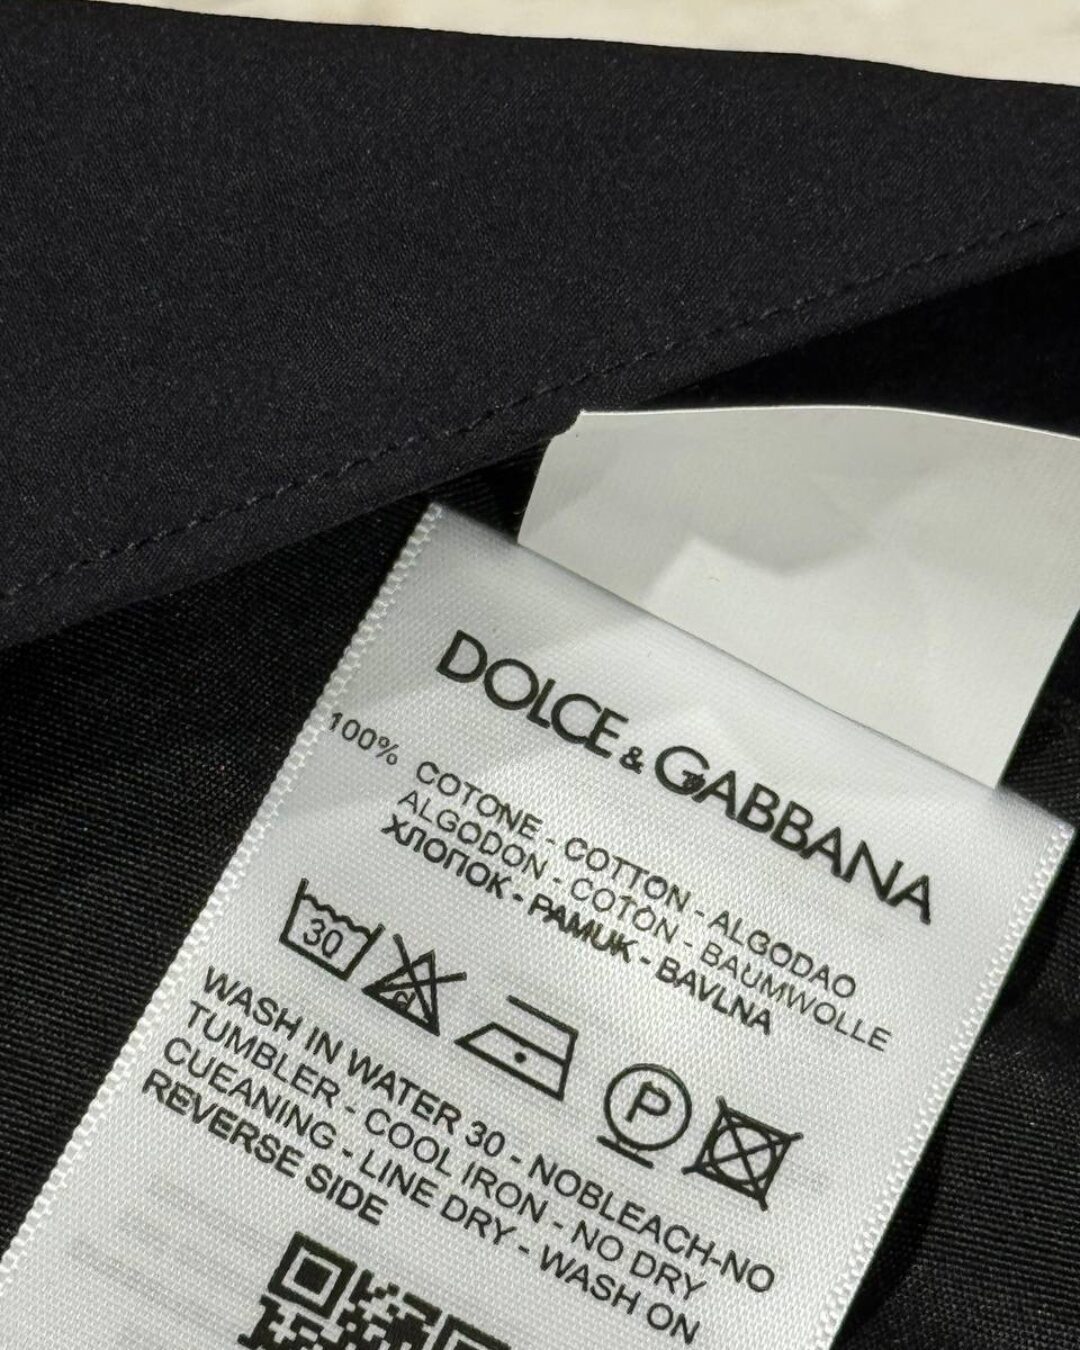 DOLCE & GABBANA
100% COTONE - COTTON - ALGODAO
ALGODON - COTON - BAUMWOLLE
ХЛОПОК - PAMUK - BAVLNA
30 d P
WASH IN WATER 30 - NOBLEACH-NO
TUMBLER - COOL IRON - NO DRY
CUEANING - LINE DRY - WASH ON
REVERSE SIDE